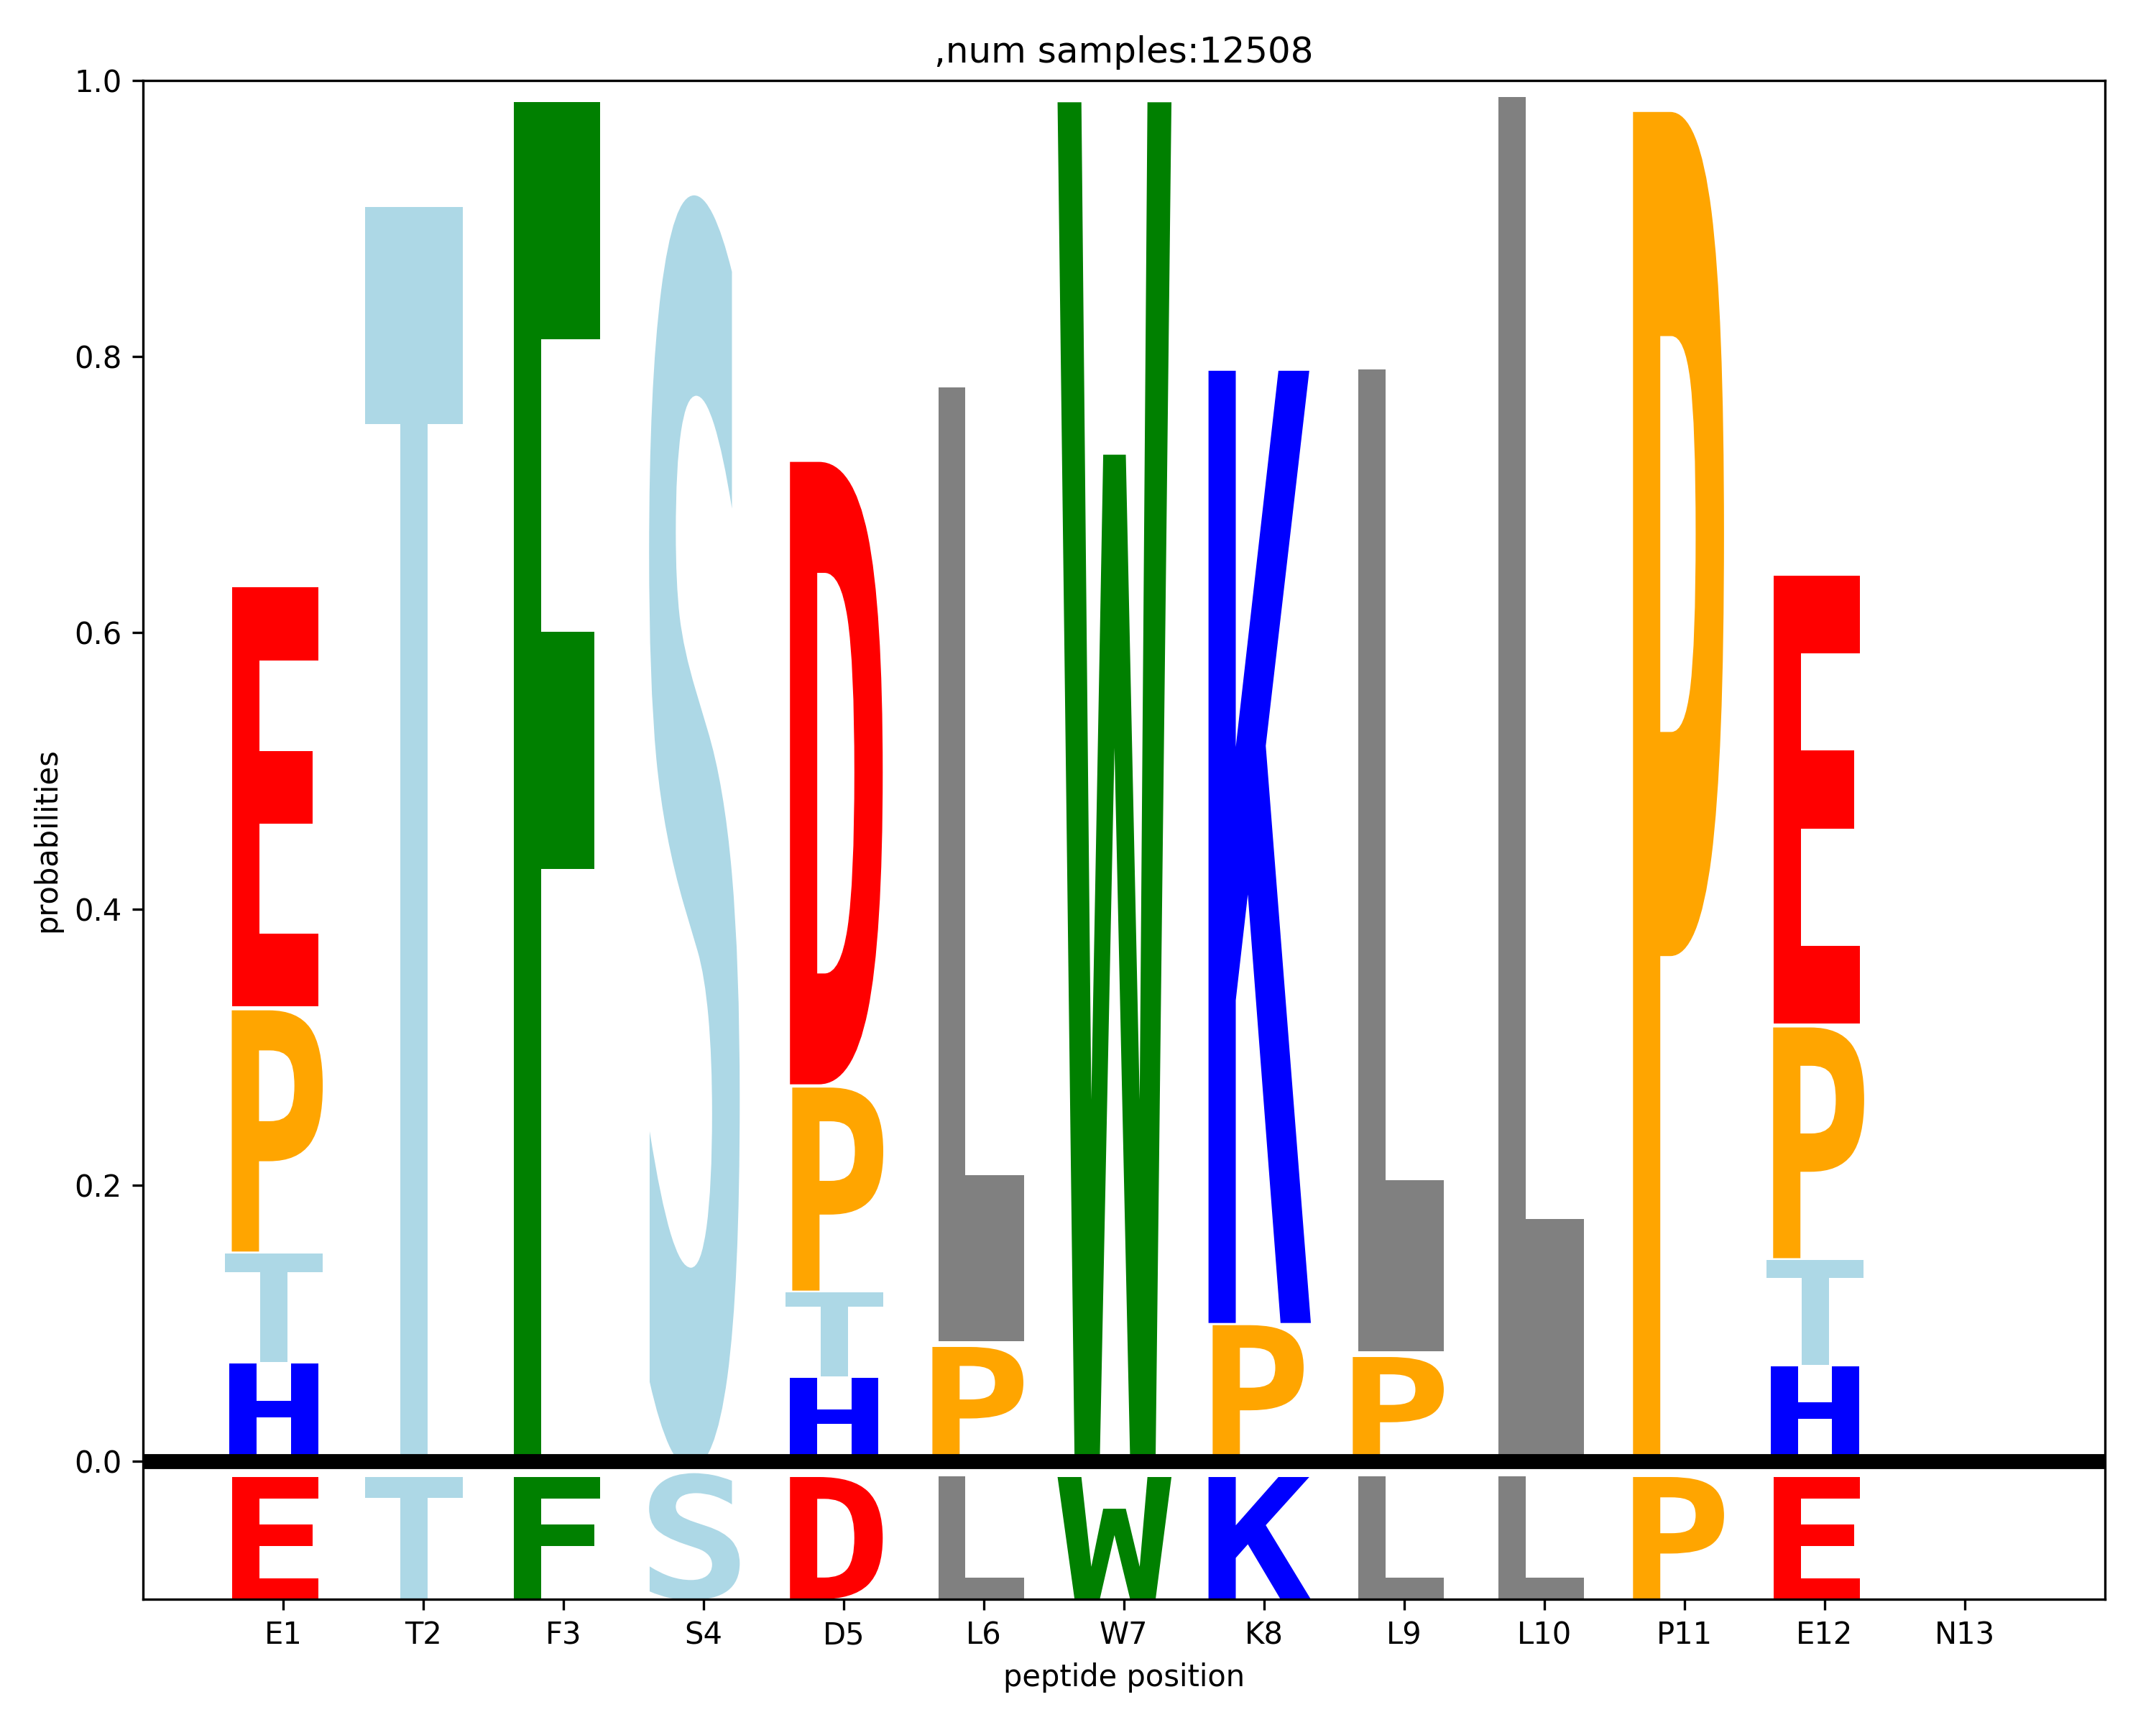 ,num samples:12508
1.0
0.8
0.6
0.4
0.2
0.0
probabilities
E T F S D L W K L L P E
P P P P P P
T T T
H H H
E T F S D L W K L L P E
E1 T2 F3 S4 D5 L6 W7 K8 L9 L10 P11 E12 N13
peptide position